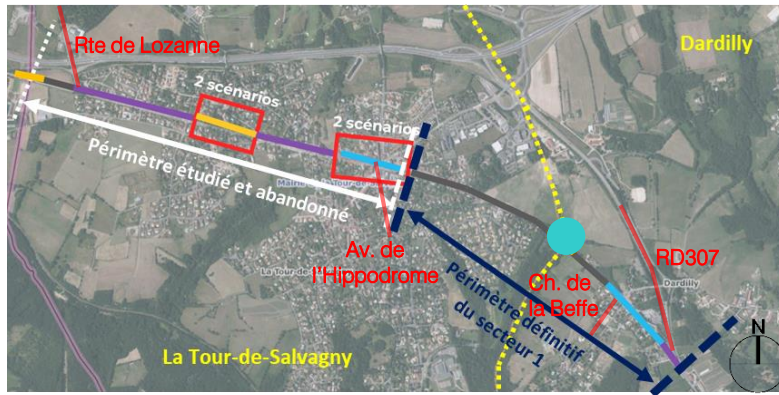 Rte de Lozanne
Dardilly
2 scénarios
2 scénarios
Périmètre étudié et abandonné
Av. de
l'Hippodrome
RD307
Ch. de
la Beffe
Dardilly
Périmètre définitif
du secteur 1
La Tour-de-Salvagny
N